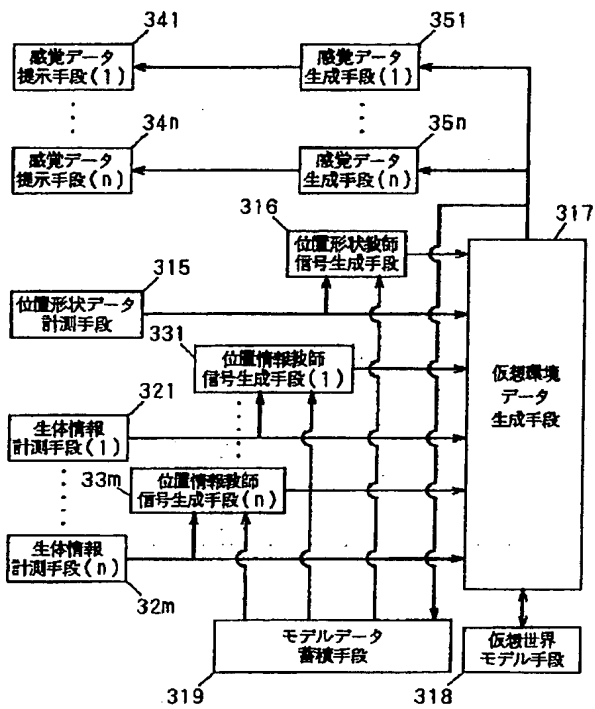 341
351
感覚データ
提示手段(1)
感覚データ
生成手段(1)
34n
35n
感覚データ
提示手段(n)
感覚データ
生成手段(n)
316
317
位置形状教師
信号生成手段
315
位置形状データ
計測手段
331
位置情報教師
信号生成手段(1)
仮想環境
データ
生成手段
321
生体情報
計測手段(1)
33m
位置情報教師
信号生成手段(n)
生体情報
計測手段(n)
32m
モデルデータ
蓄積手段
仮想世界
モデル手段
319
318